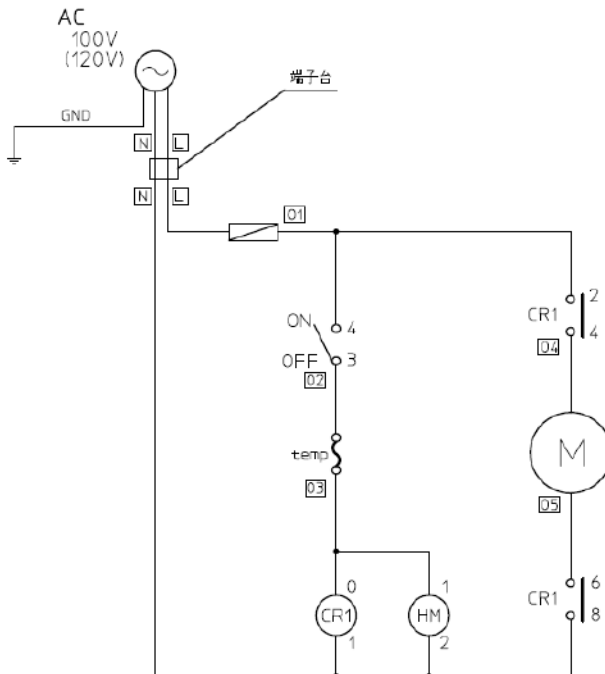 AC
100V
(120V)
端子台
GND
N L
N L
01
2
CR1
4
04
ON
4
OFF
3
02
temp
03
M
05
0
1
CR1
HM
1
2
6
CR1
8